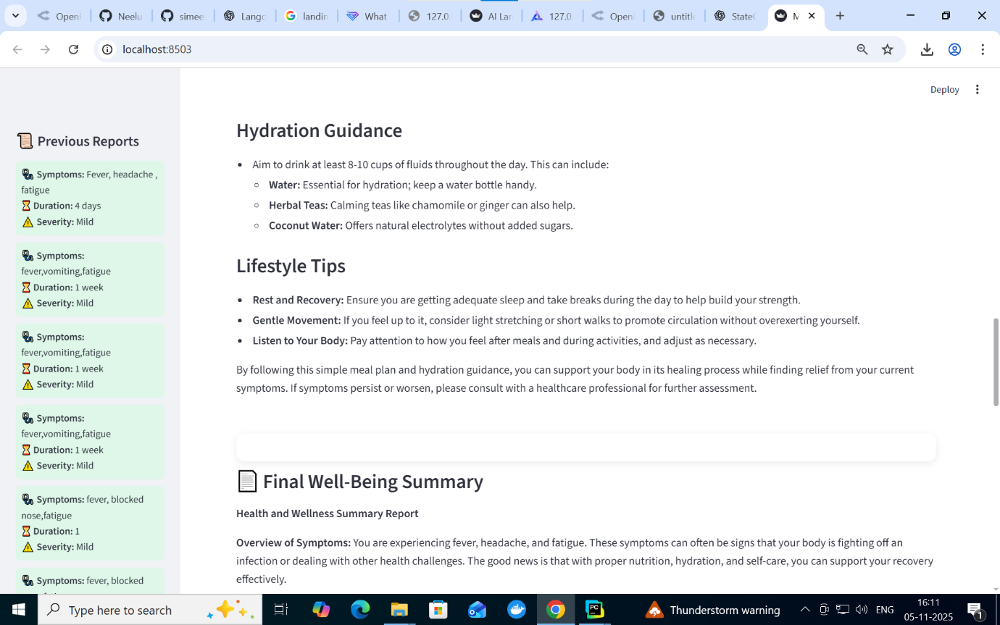 OpenI
Neelu
simee
Langc
landin
What
127.0.
AI Lar
127.0.
OpenI
untitle
StateG
localhost:8503
Deploy
Previous Reports
Symptoms: Fever, headache ,
fatigue
Duration: 4 days
Severity: Mild
Symptoms:
fever,vomiting,fatigue
Duration: 1 week
Severity: Mild
Symptoms:
fever,vomiting,fatigue
Duration: 1 week
Severity: Mild
Symptoms:
fever,vomiting,fatigue
Duration: 1 week
Severity: Mild
Symptoms: fever, blocked
nose,fatigue
Duration: 1
Severity: Mild
Symptoms: fever, blocked
Hydration Guidance
Aim to drink at least 8-10 cups of fluids throughout the day. This can include:
Water: Essential for hydration; keep a water bottle handy.
Herbal Teas: Calming teas like chamomile or ginger can also help.
Coconut Water: Offers natural electrolytes without added sugars.
Lifestyle Tips
Rest and Recovery: Ensure you are getting adequate sleep and take breaks during the day to help build your strength.
Gentle Movement: If you feel up to it, consider light stretching or short walks to promote circulation without overexerting yourself.
Listen to Your Body: Pay attention to how you feel after meals and during activities, and adjust as necessary.
By following this simple meal plan and hydration guidance, you can support your body in its healing process while finding relief from your current
symptoms. If symptoms persist or worsen, please consult with a healthcare professional for further assessment.
Final Well-Being Summary
Health and Wellness Summary Report
Overview of Symptoms: You are experiencing fever, headache, and fatigue. These symptoms can often be signs that your body is fighting off an
infection or dealing with other health challenges. The good news is that with proper nutrition, hydration, and self-care, you can support your recovery
effectively.
Type here to search
PC
Thunderstorm warning
ENG
16:11
05-11-2025
1